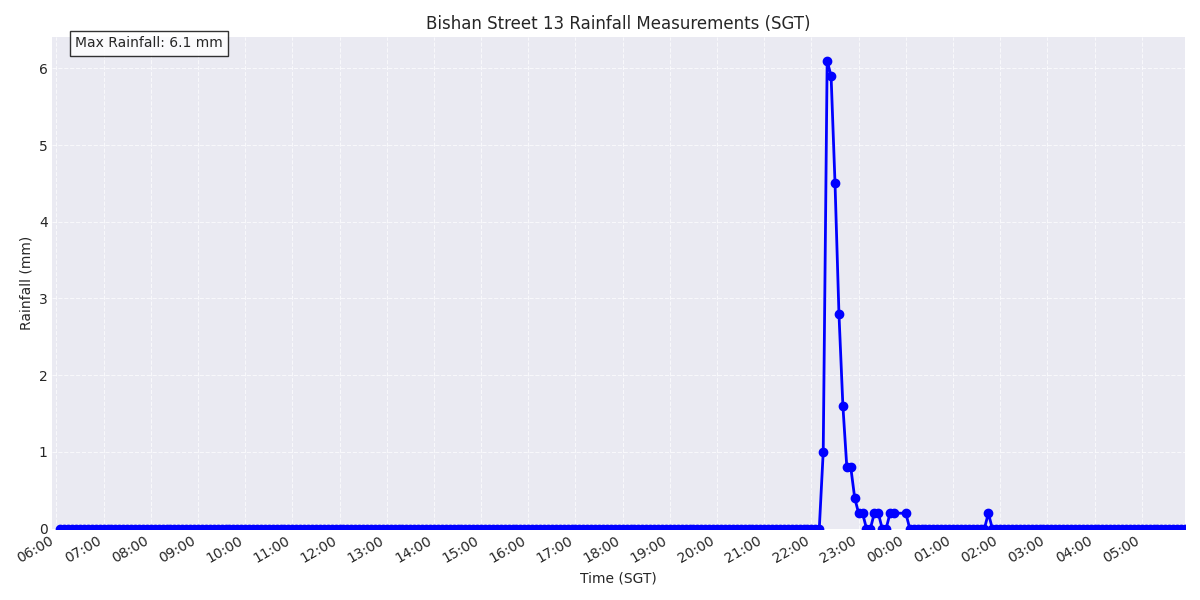 Bishan Street 13 Rainfall Measurements (SGT)
Max Rainfall: 6.1 mm
6
5
4
3
2
1
0
Rainfall (mm)
06:00 07:00 08:00 09:00 10:00 11:00 12:00 13:00 14:00 15:00 16:00 17:00 18:00 19:00 20:00 21:00 22:00 23:00 00:00 01:00 02:00 03:00 04:00 05:00
Time (SGT)